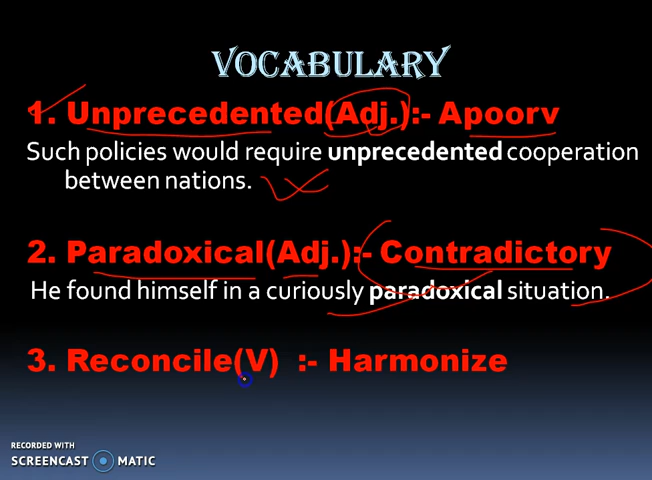 VOCABULARY
1. Unprecedented(Adj.):- Apoorv
Such policies would require unprecedented cooperation
between nations.
2. Paradoxical(Adj.):- Contradictory
He found himself in a curiously paradoxical situation.
3. Reconcile(V) :- Harmonize
RECORDED WITH
SCREENCAST MATIC